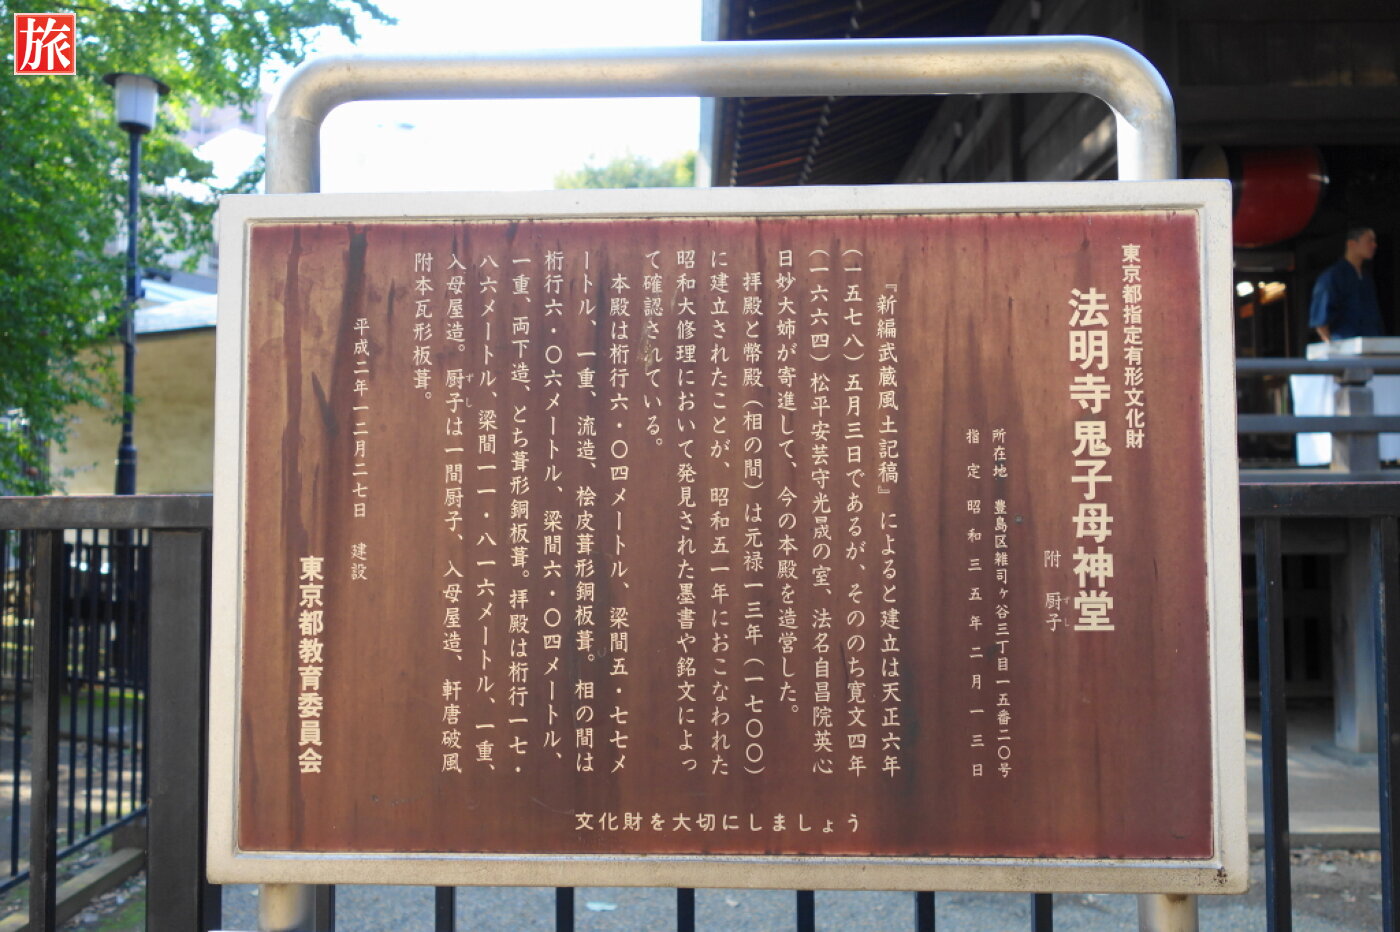 旅
東京都指定有形文化財
法明寺鬼子母神堂
附 厨子
ずし
所在地 豊島区雑司ヶ谷三丁目一五番二〇号
指定 昭和三五年二月一三日
『新編武蔵風土記稿』によると建立は天正六年
(一五七八)五月三日であるが、そののち寛文四年
(一六六四)松平安芸守光晟の室、法名自昌院英心
日妙大姉が寄進して、今の本殿を造営した。
拝殿と幣殿(相の間)は元禄一三年(一七〇〇)
に建立されたことが、昭和五一年におこなわれた
昭和大修理において発見された墨書や銘文によっ
て確認されている。
本殿は桁行六・〇四メートル、梁間五・七七メ
ートル、一重、流造、桧皮葺形銅板葺。相の間は
桁行六・〇六メートル、梁間六・〇四メートル、
一重、両下造、とち葺形銅板葺。拝殿は桁行一七・
八六メートル、梁間一一・八一六メートル、一重、
入母屋造。厨子は一間厨子、入母屋造、軒唐破風
ずし
附本瓦形板葺。
平成二年一二月二七日 建設
東京都教育委員会
文化財を大切にしましょう